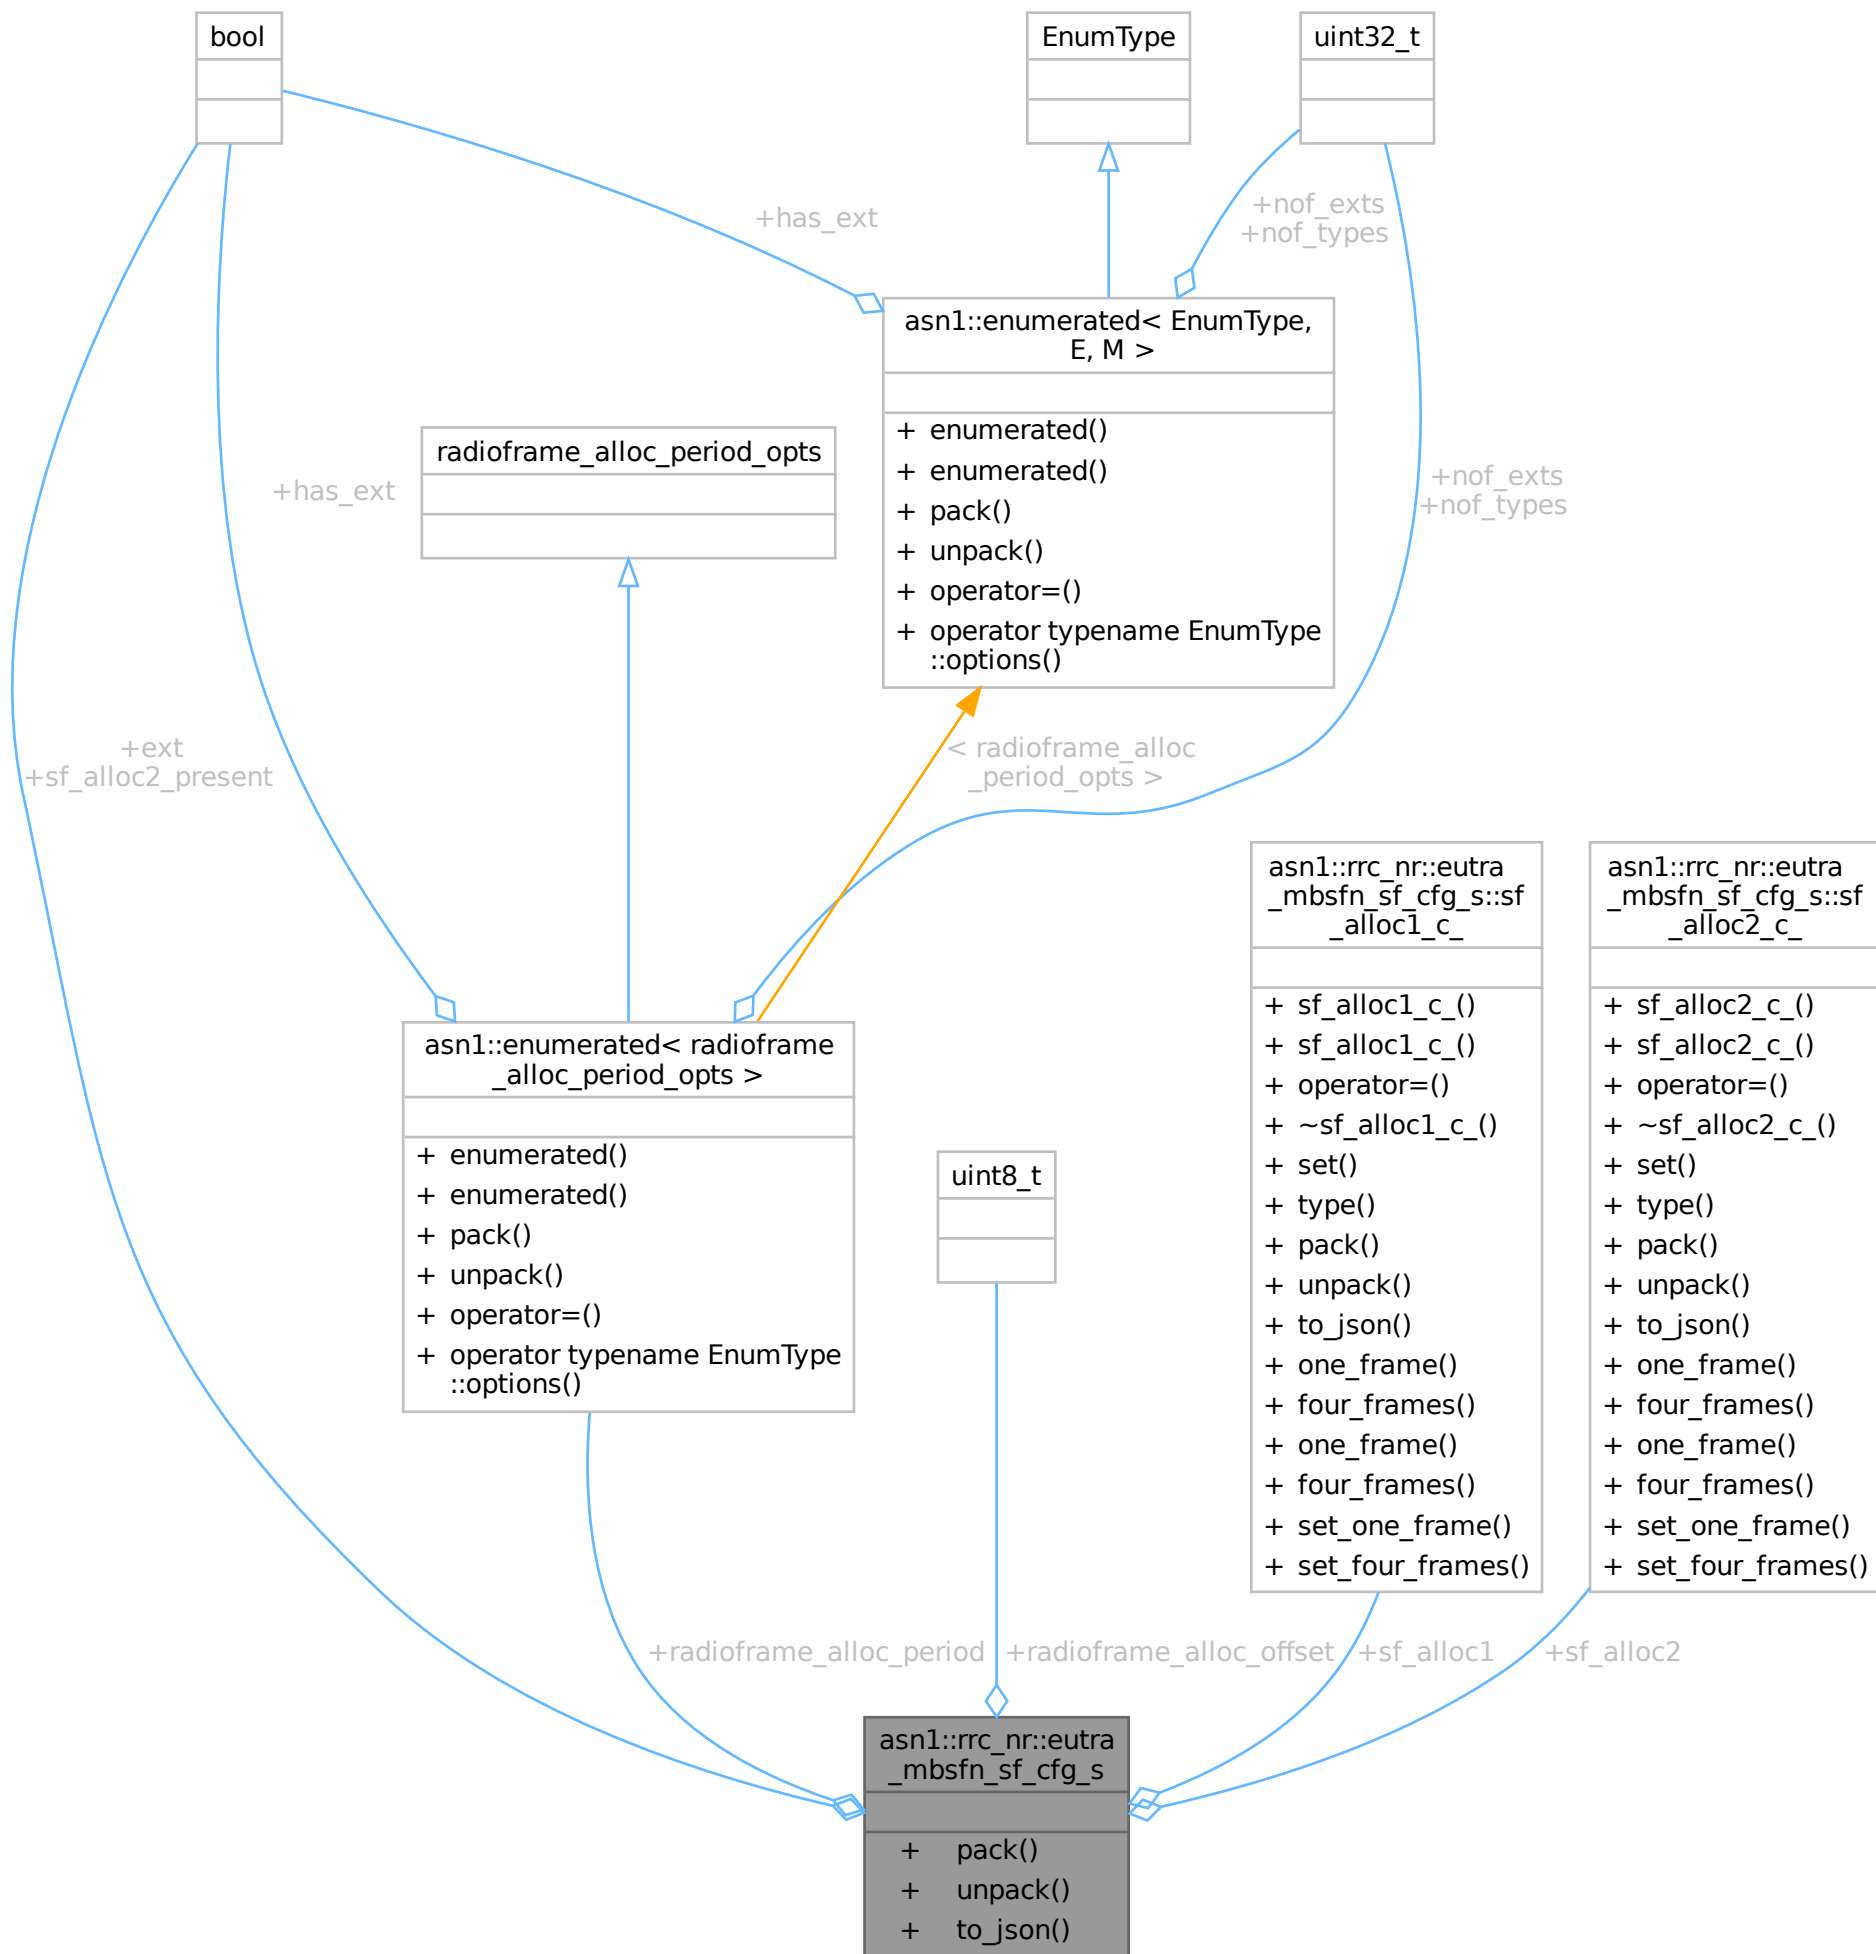 bool
EnumType
uint32_t
+has_ext
+nof_exts
+nof_types
asn1::enumerated< EnumType,
E, M >
+ enumerated()
+ enumerated()
+ pack()
+ unpack()
+ operator=()
+ operator typename EnumType
::options()
radioframe_alloc_period_opts
+has_ext
+nof_exts
+nof_types
+ext
+sf_alloc2_present
< radioframe_alloc
_period_opts >
asn1::enumerated< radioframe
_alloc_period_opts >
+ enumerated()
+ enumerated()
+ pack()
+ unpack()
+ operator=()
+ operator typename EnumType
::options()
uint8_t
asn1::rrc_nr::eutra
_mbsfn_sf_cfg_s::sf
_alloc1_c_
+ sf_alloc1_c_()
+ sf_alloc1_c_()
+ operator=()
+ ~sf_alloc1_c_()
+ set()
+ type()
+ pack()
+ unpack()
+ to_json()
+ one_frame()
+ four_frames()
+ one_frame()
+ four_frames()
+ set_one_frame()
+ set_four_frames()
asn1::rrc_nr::eutra
_mbsfn_sf_cfg_s::sf
_alloc2_c_
+ sf_alloc2_c_()
+ sf_alloc2_c_()
+ operator=()
+ ~sf_alloc2_c_()
+ set()
+ type()
+ pack()
+ unpack()
+ to_json()
+ one_frame()
+ four_frames()
+ one_frame()
+ four_frames()
+ set_one_frame()
+ set_four_frames()
+radioframe_alloc_period
+radioframe_alloc_offset
+sf_alloc1
+sf_alloc2
asn1::rrc_nr::eutra
_mbsfn_sf_cfg_s
+ pack()
+ unpack()
+ to_json()